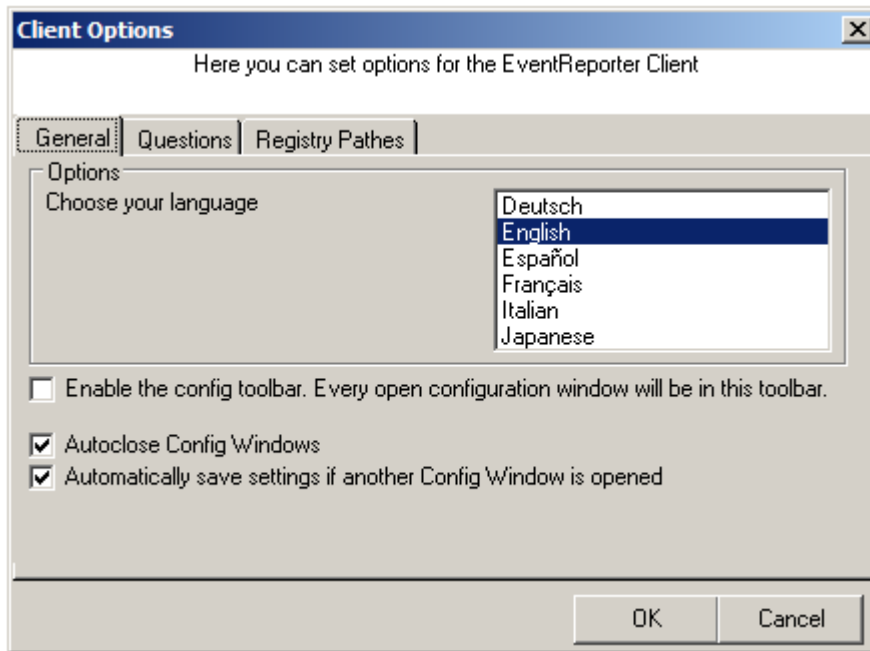 Client Options
Here you can set options for the EventReporter Client
General Questions Registry Pathes
Options
Choose your language
Deutsch
English
Español
Français
Italian
Japanese
Enable the config toolbar. Every open configuration window will be in this toolbar.
Autoclose Config Windows
Automatically save settings if another Config Window is opened
OK Cancel